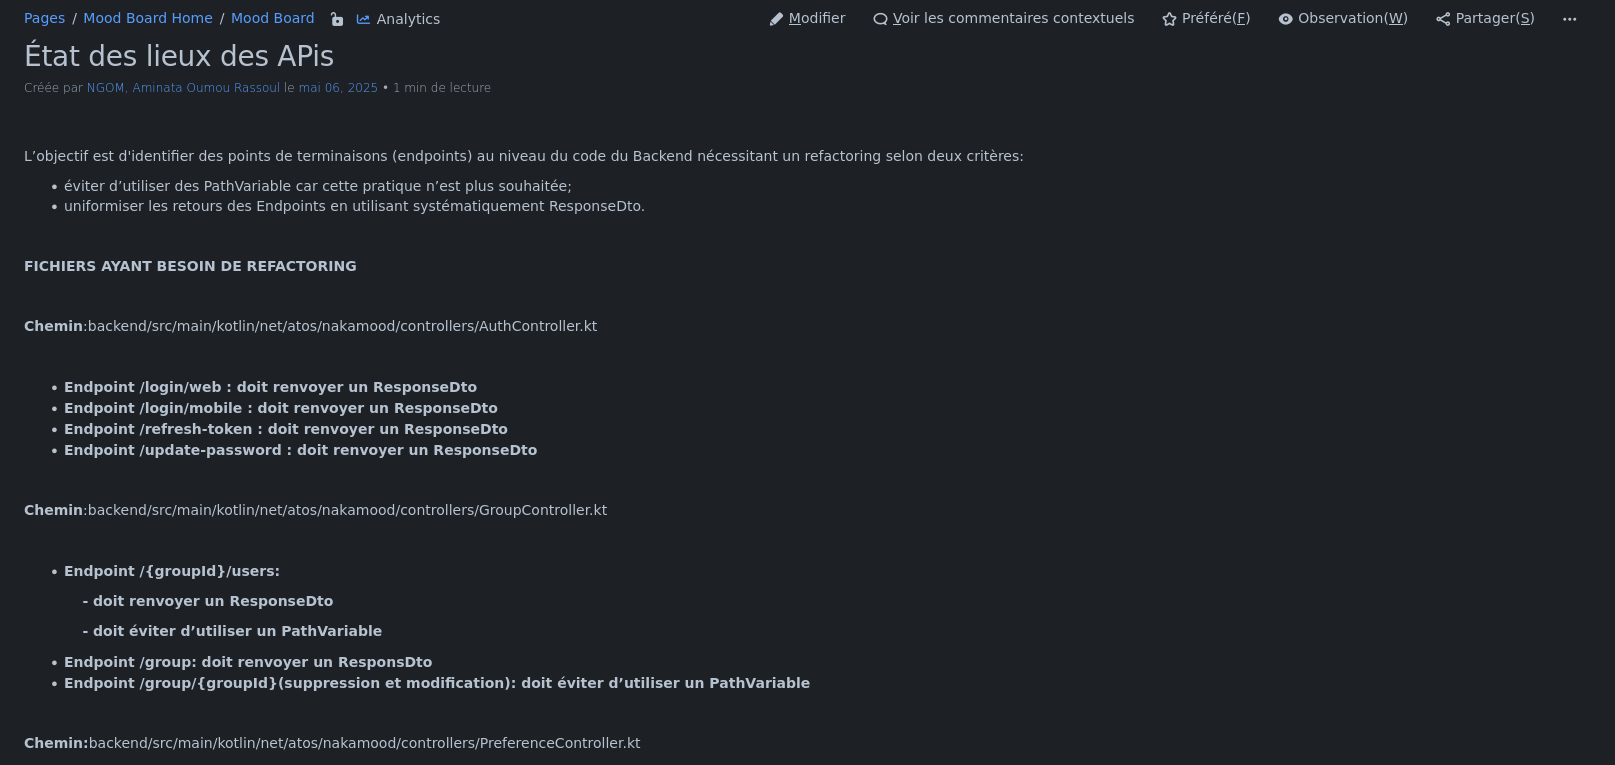 Pages / Mood Board Home / Mood Board Analytics Modifier Voir les commentaires contextuels Préféré(F) Observation(W) Partager(S) ···
État des lieux des APis
Créée par NGOM, Aminata Oumou Rassoul le mai 06, 2025 • 1 min de lecture
L’objectif est d'identifier des points de terminaisons (endpoints) au niveau du code du Backend nécessitant un refactoring selon deux critères:
• éviter d’utiliser des PathVariable car cette pratique n’est plus souhaitée;
• uniformiser les retours des Endpoints en utilisant systématiquement ResponseDto.
FICHIERS AYANT BESOIN DE REFACTORING
Chemin:backend/src/main/kotlin/net/atos/nakamood/controllers/AuthController.kt
• Endpoint /login/web : doit renvoyer un ResponseDto
• Endpoint /login/mobile : doit renvoyer un ResponseDto
• Endpoint /refresh-token : doit renvoyer un ResponseDto
• Endpoint /update-password : doit renvoyer un ResponseDto
Chemin:backend/src/main/kotlin/net/atos/nakamood/controllers/GroupController.kt
• Endpoint /{groupId}/users:
- doit renvoyer un ResponseDto
- doit éviter d’utiliser un PathVariable
• Endpoint /group: doit renvoyer un ResponsDto
• Endpoint /group/{groupId}(suppression et modification): doit éviter d’utiliser un PathVariable
Chemin:backend/src/main/kotlin/net/atos/nakamood/controllers/PreferenceController.kt